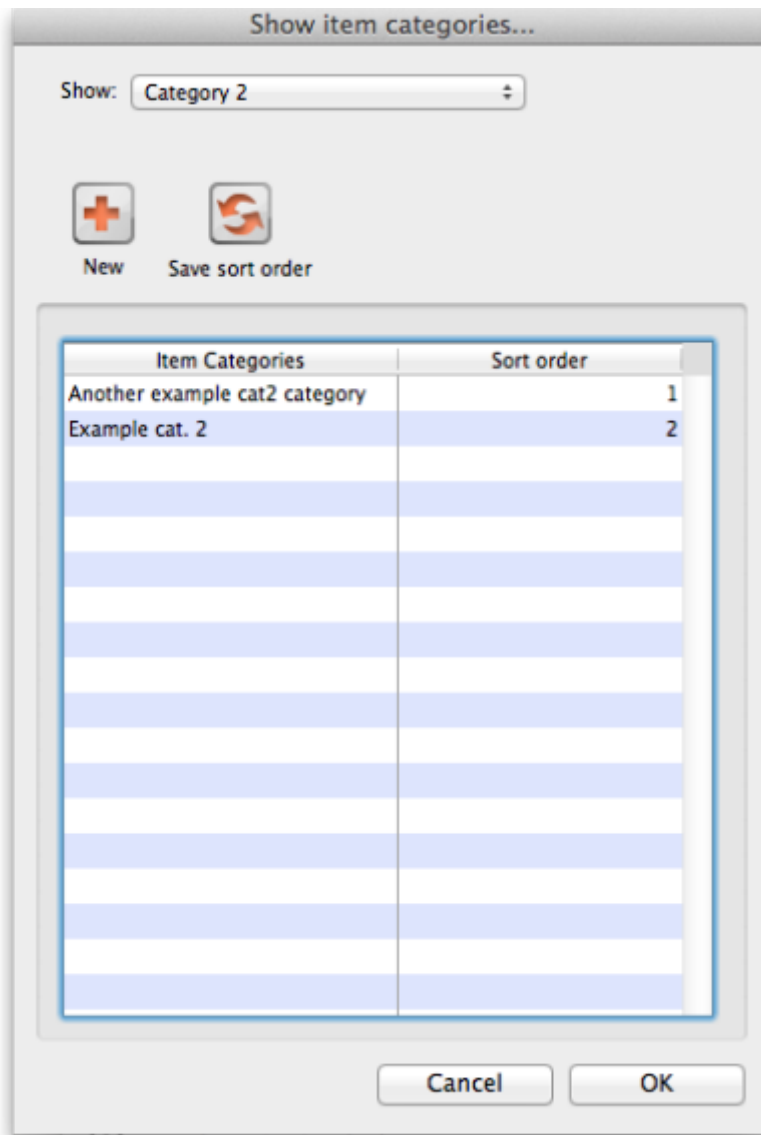 Show item categories...
Show: Category 2
New Save sort order
Item Categories Sort order
Another example cat2 category 1
Example cat. 2 2
Cancel OK